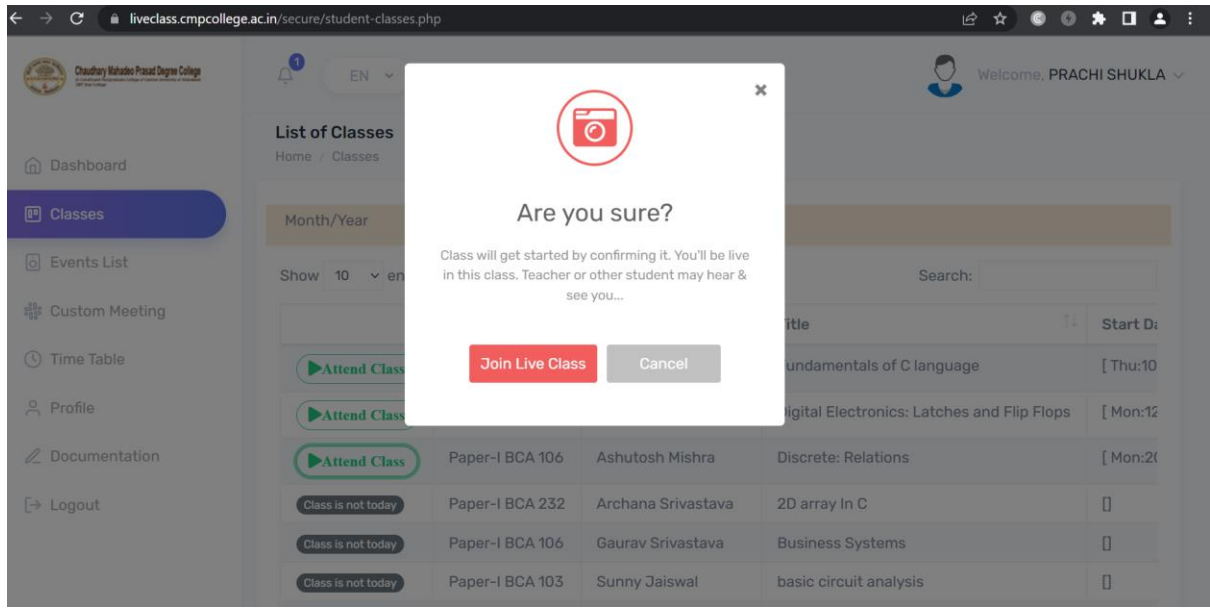 liveclass.cmpcollege.ac.in/secure/student-classes.php
Chaudhary Mahadeo Prasad Degree College
1
EN
Welcome, PRACHI SHUKLA
Dashboard
Classes
Events List
Custom Meeting
Time Table
Profile
Documentation
Logout
List of Classes
Home / Classes
Month/Year
Show 10 en
Search:
Are you sure?
Class will get started by confirming it. You'll be live
in this class. Teacher or other student may hear &
see you...
Join Live Class Cancel
itle Start Da
Attend Class undamentals of C language [ Thu:10
Attend Class igital Electronics: Latches and Flip Flops [ Mon:12
Attend Class Paper-I BCA 106 Ashutosh Mishra Discrete: Relations [ Mon:20
Class is not today Paper-I BCA 232 Archana Srivastava 2D array In C []
Class is not today Paper-I BCA 106 Gaurav Srivastava Business Systems []
Class is not today Paper-I BCA 103 Sunny Jaiswal basic circuit analysis []